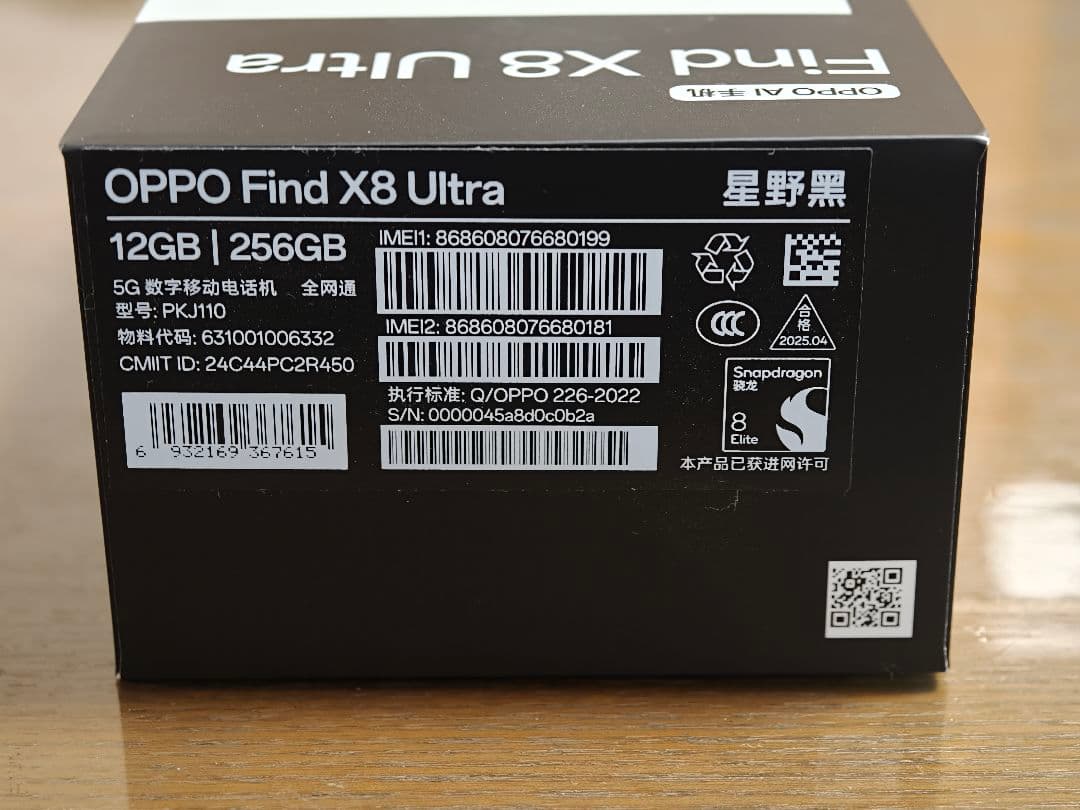 Find X8 Ultra
OPPO AI 手机
OPPO Find X8 Ultra
星野黑
12GB | 256GB
5G 数字移动电话机 全网通
型号: PKJ110
物料代码: 631001006332
CMIIT ID: 24C44PC2R450
6 932169 367615
IMEI1: 868608076680199
IMEI2: 868608076680181
执行标准: Q/OPPO 226-2022
S/N: 0000045a8d0c0b2a
CCC
合
格
2025.04
Snapdragon
骁龙
8
Elite
本产品已获进网许可